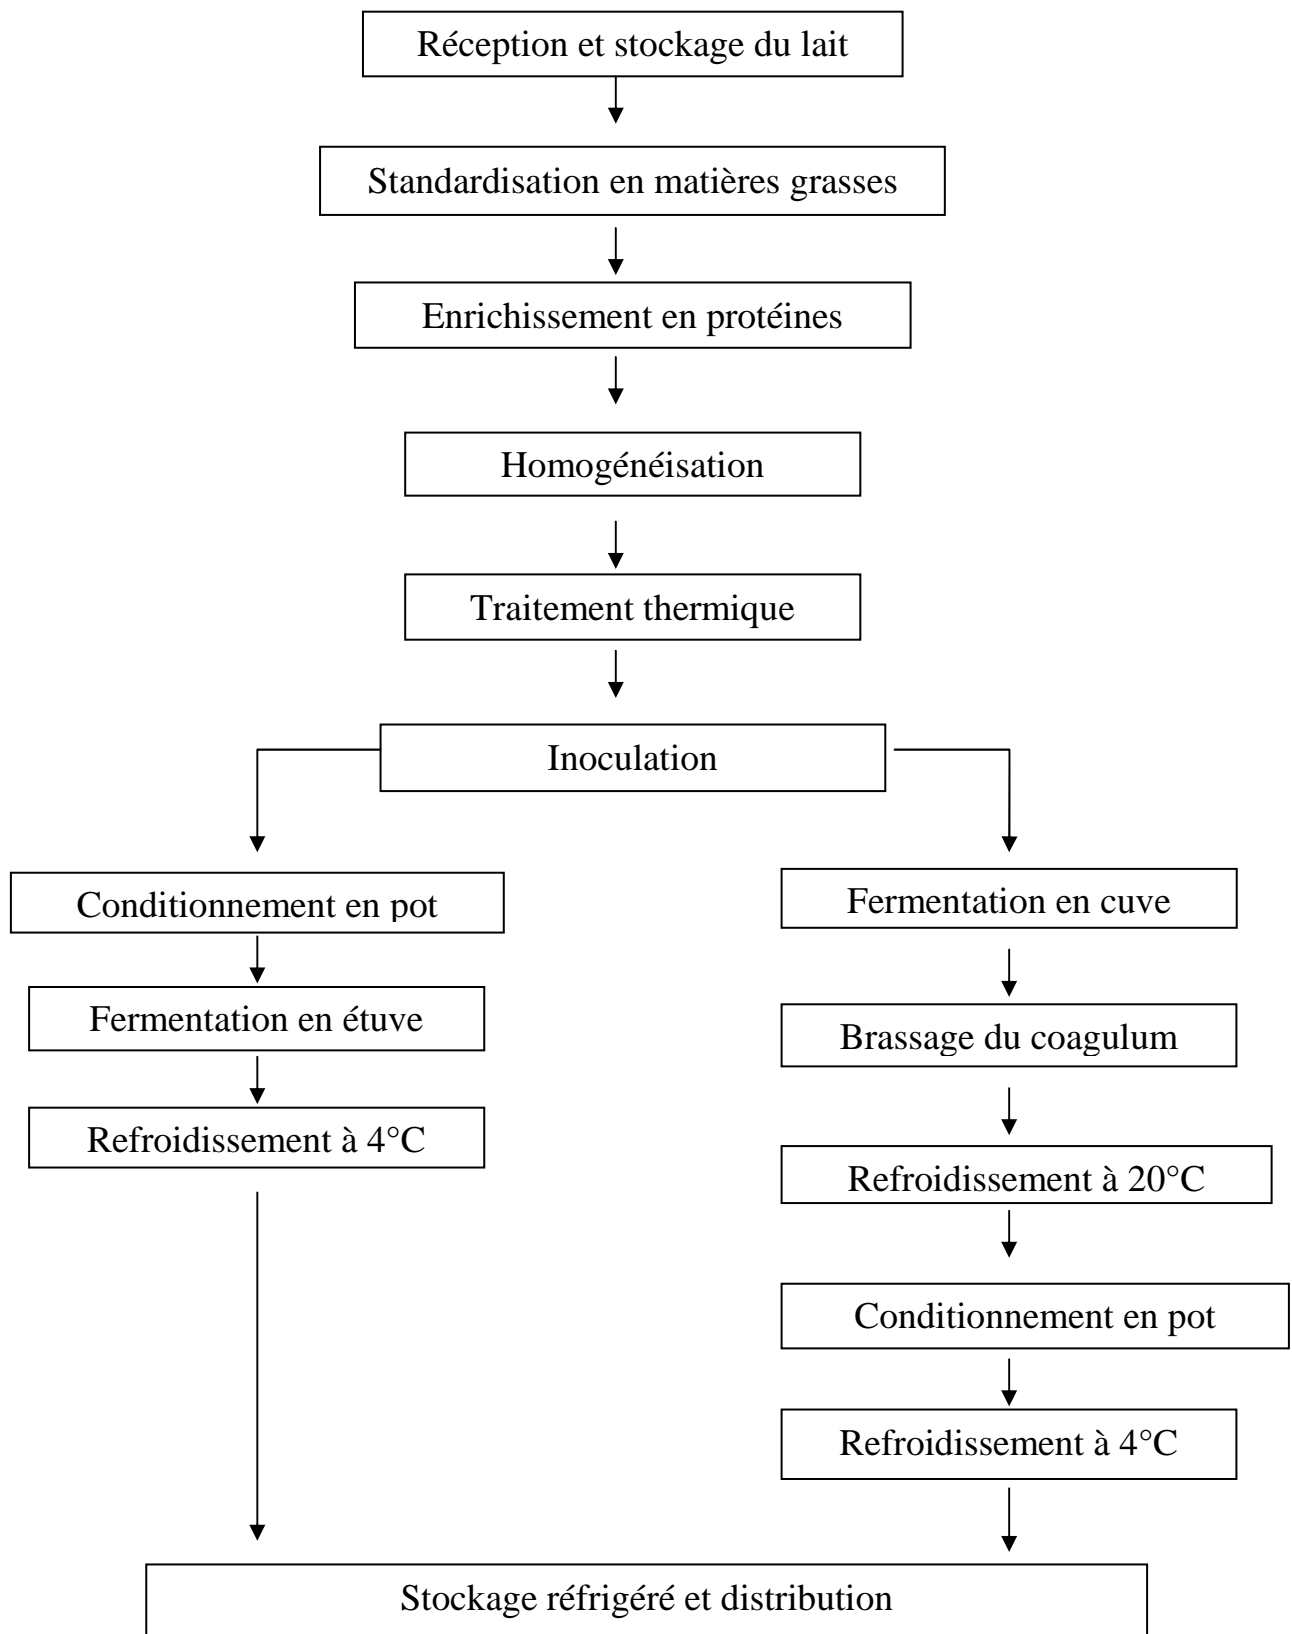 Réception et stockage du lait
Standardisation en matières grasses
Enrichissement en protéines
Homogénéisation
Traitement thermique
Inoculation
Conditionnement en pot
Fermentation en étuve
Refroidissement à 4°C
Fermentation en cuve
Brassage du coagulum
Refroidissement à 20°C
Conditionnement en pot
Refroidissement à 4°C
Stockage réfrigéré et distribution